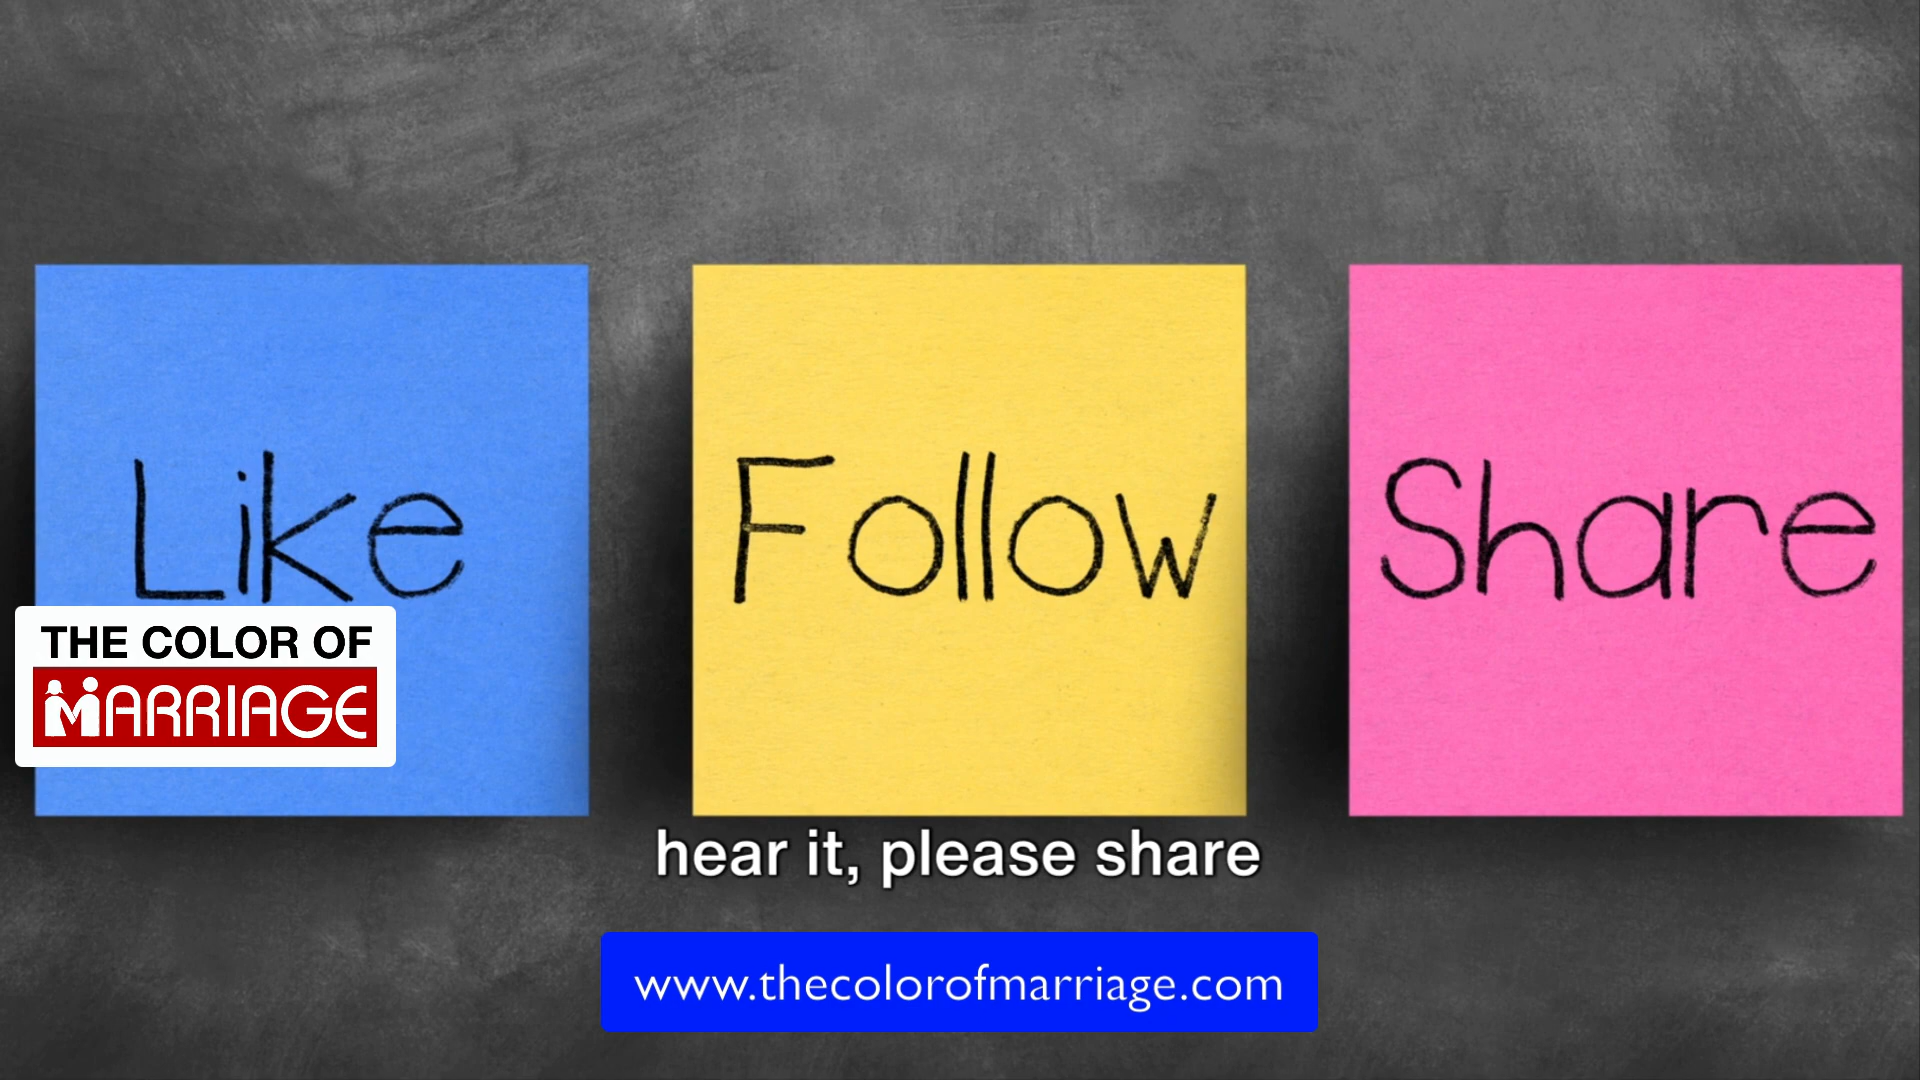 Like
Follow
Share
THE COLOR OF
MARRIAGE
hear it, please share
www.thecolorofmarriage.com